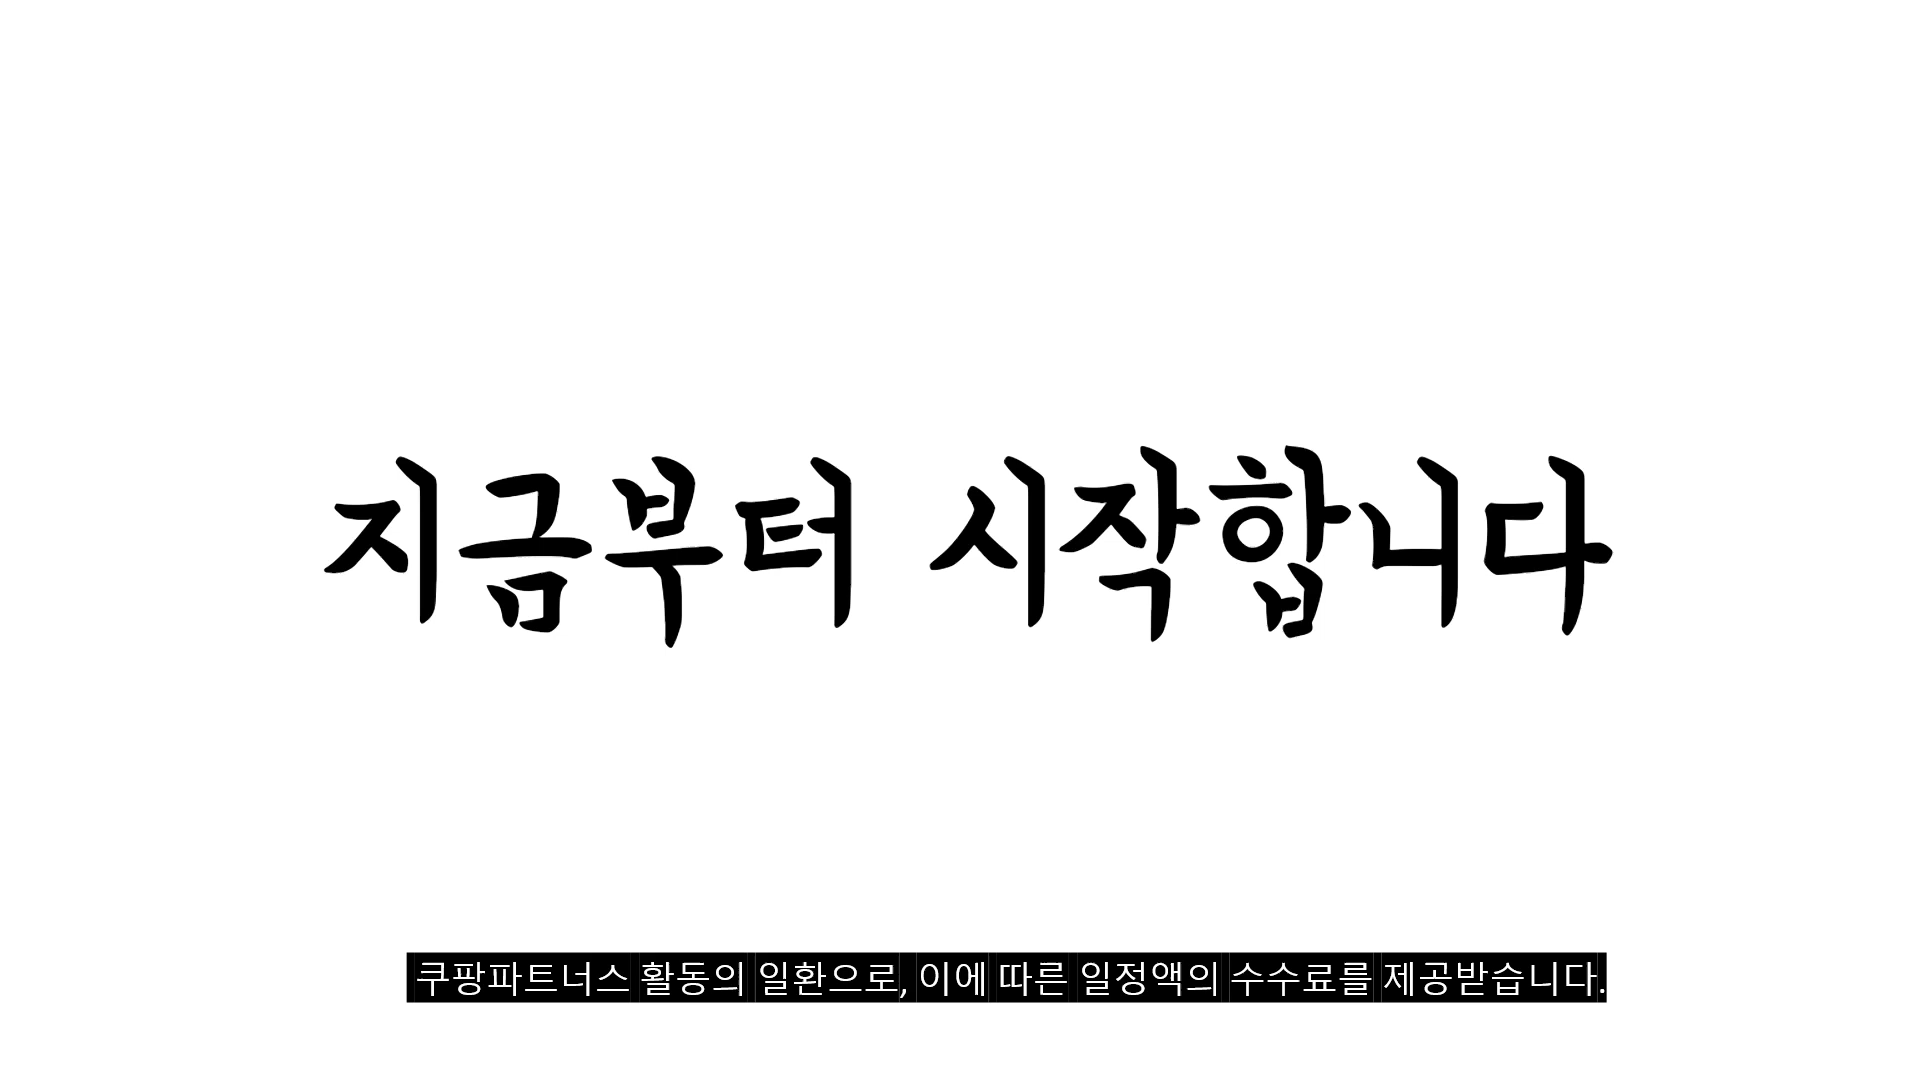 지금부터 시작합니다
쿠팡파트너스 활동의 일환으로, 이에 따른 일정액의 수수료를 제공받습니다.